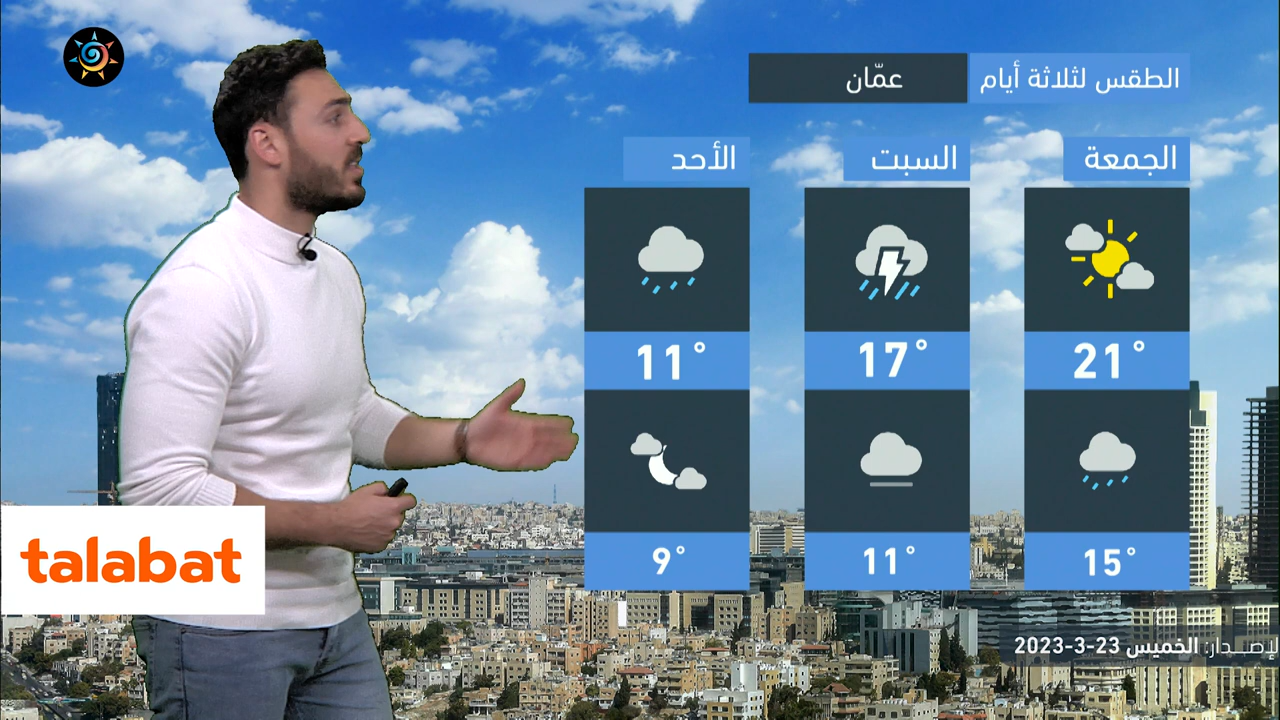 الطقس لثلاثة أيام
عمّان
الجمعة
السبت
الأحد
21°
17°
11°
15°
11°
9°
talabat
لإصــدار: الخميس 23-3-2023